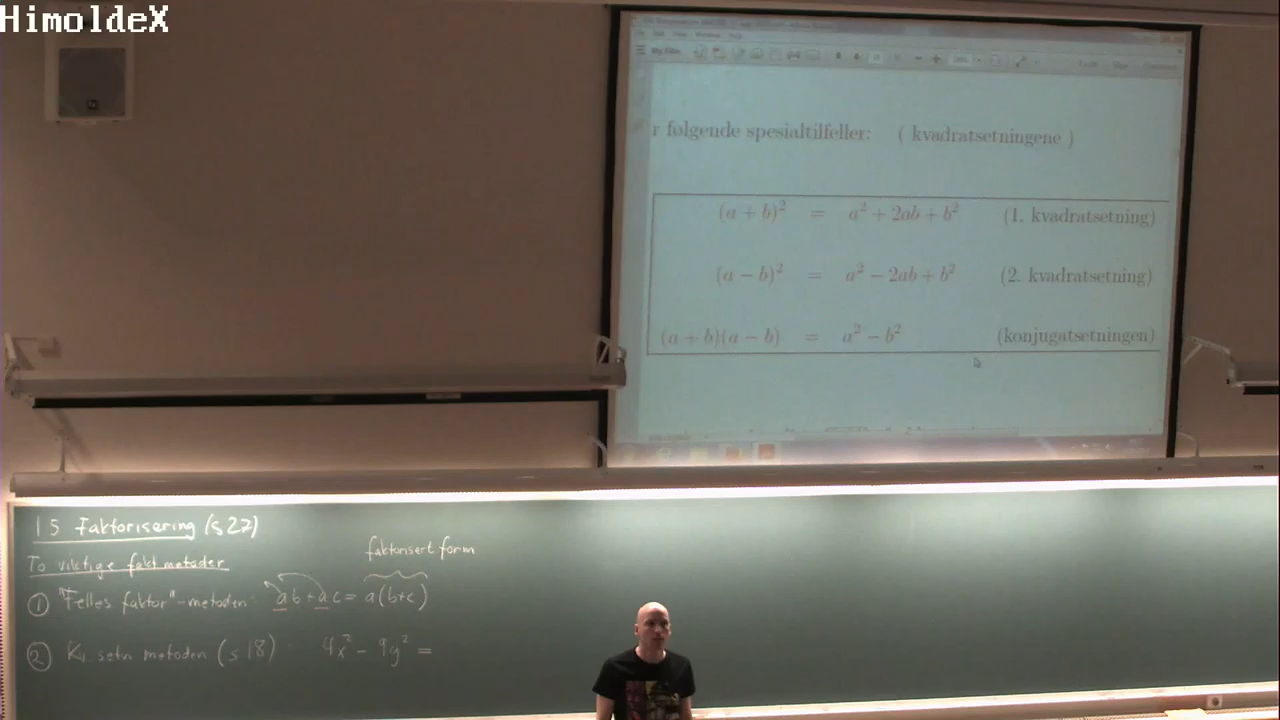 HimoldeX
r følgende spesialtilfeller: ( kvadratsetningene )
(a + b)² = a² + 2ab + b² (1. kvadratsetning)
(a − b)² = a² − 2ab + b² (2. kvadratsetning)
(a + b)(a − b) = a² − b² (konjugatsetningen)
1 5 Faktorisering (s 27)
To viktige fakt metoder
faktorisert form
① "Felles faktor"-metoden: ab + ac = a(b+c)
② Kv setn metoden (s 18) 4x² − 9y² =